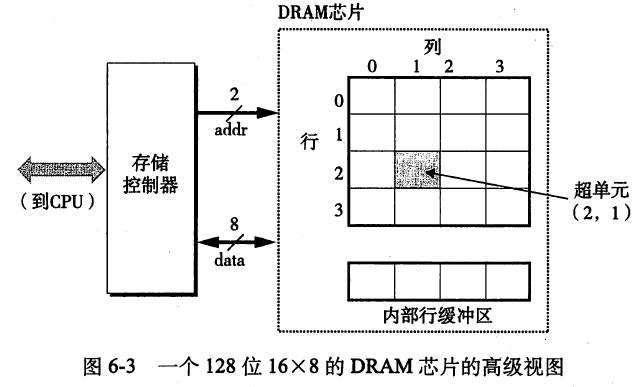 DRAM芯片
列
0 1 2 3
0
2
addr
行
1
存储
控制器
2
超单元
(2, 1)
(到CPU)
3
8
data
内部行缓冲区
图 6-3 一个 128 位 16×8 的 DRAM 芯片的高级视图